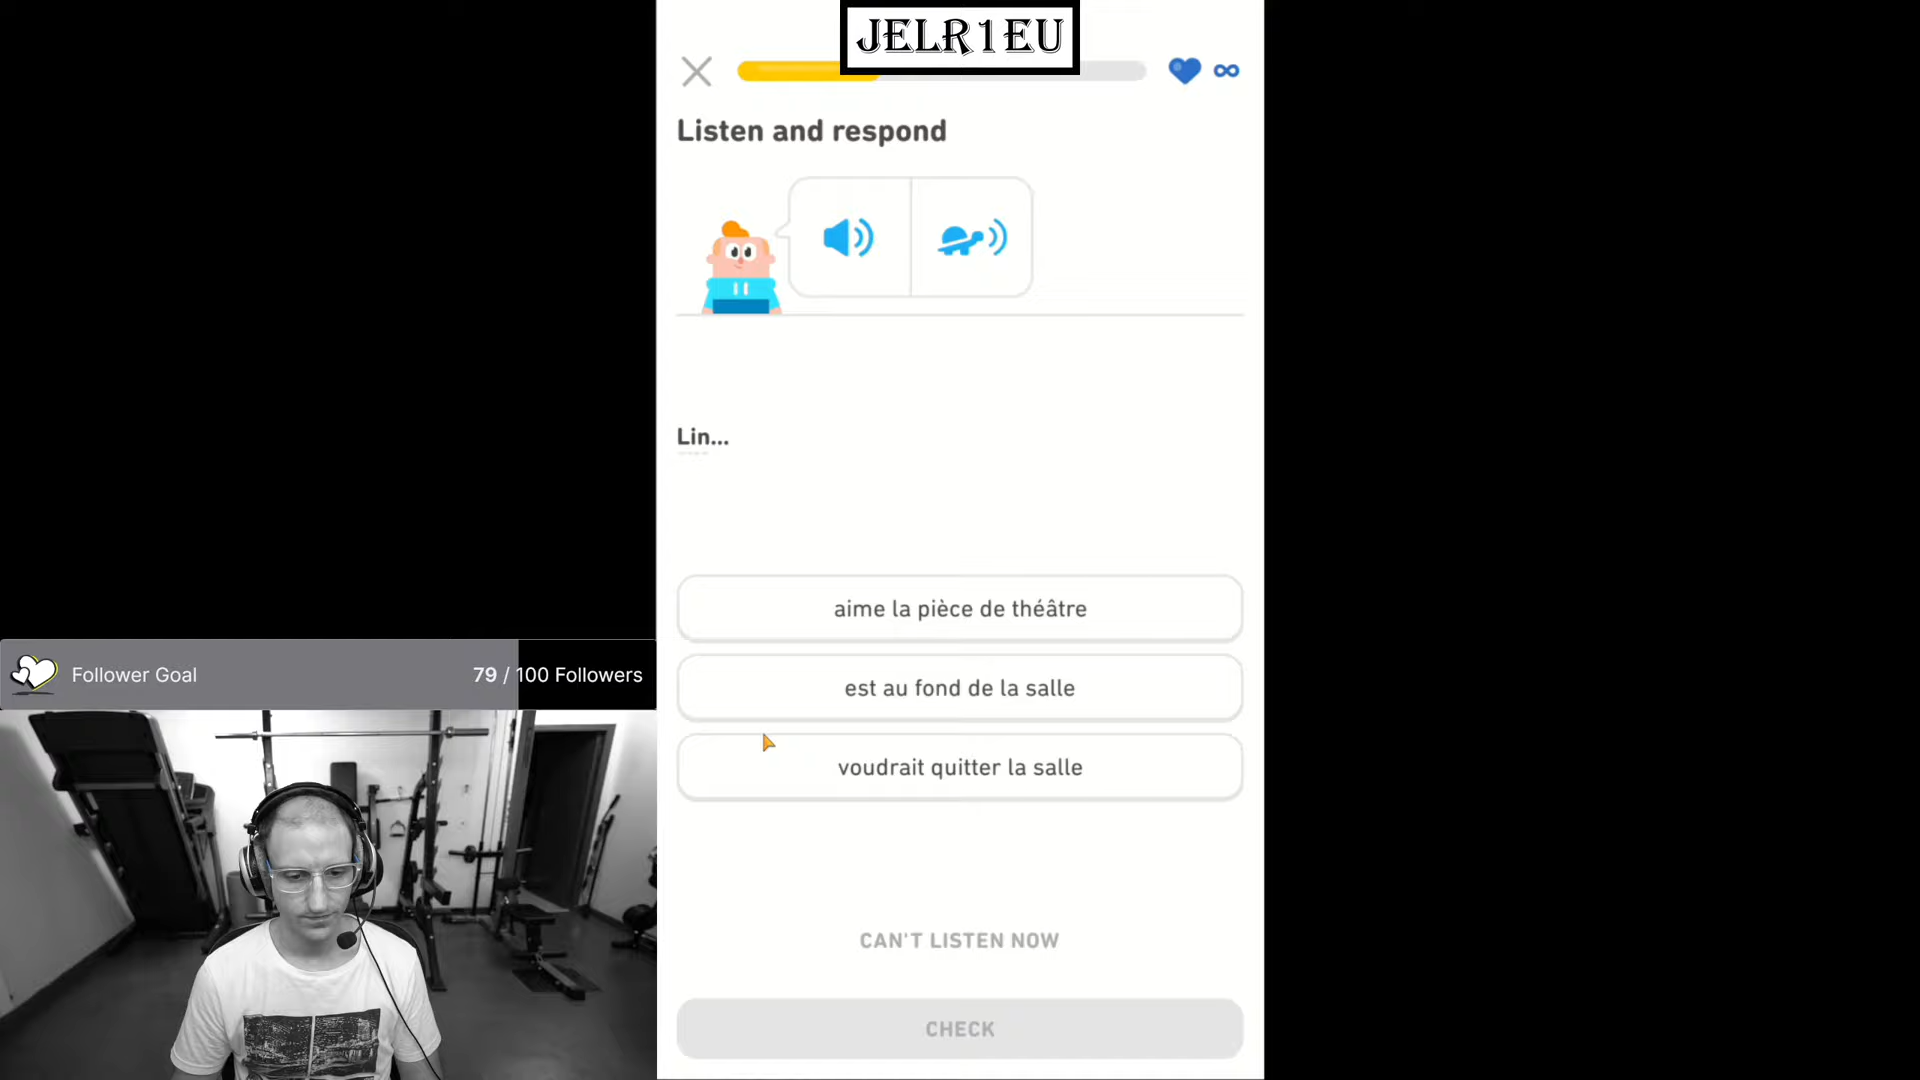 JELR1EU
Listen and respond
Lin...
aime la pièce de théâtre
est au fond de la salle
voudrait quitter la salle
Follower Goal
79 / 100 Followers
CAN'T LISTEN NOW
CHECK